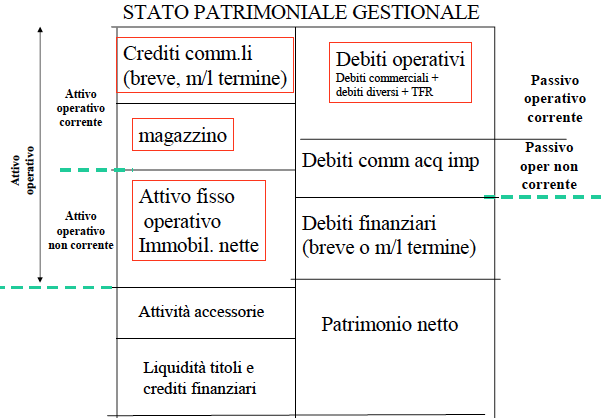 STATO PATRIMONIALE GESTIONALE
Attivo
operativo
Attivo
operativo
corrente
Attivo
operativo
non corrente
Crediti comm.li
(breve, m/l termine)
magazzino
Attivo fisso
operativo
Immobil. nette
Attività accessorie
Liquidità titoli e
crediti finanziari
Debiti operativi
Debiti commerciali +
debiti diversi + TFR
Debiti comm acq imp
Debiti finanziari
(breve o m/l termine)
Patrimonio netto
Passivo
operativo
corrente
Passivo
oper non
corrente